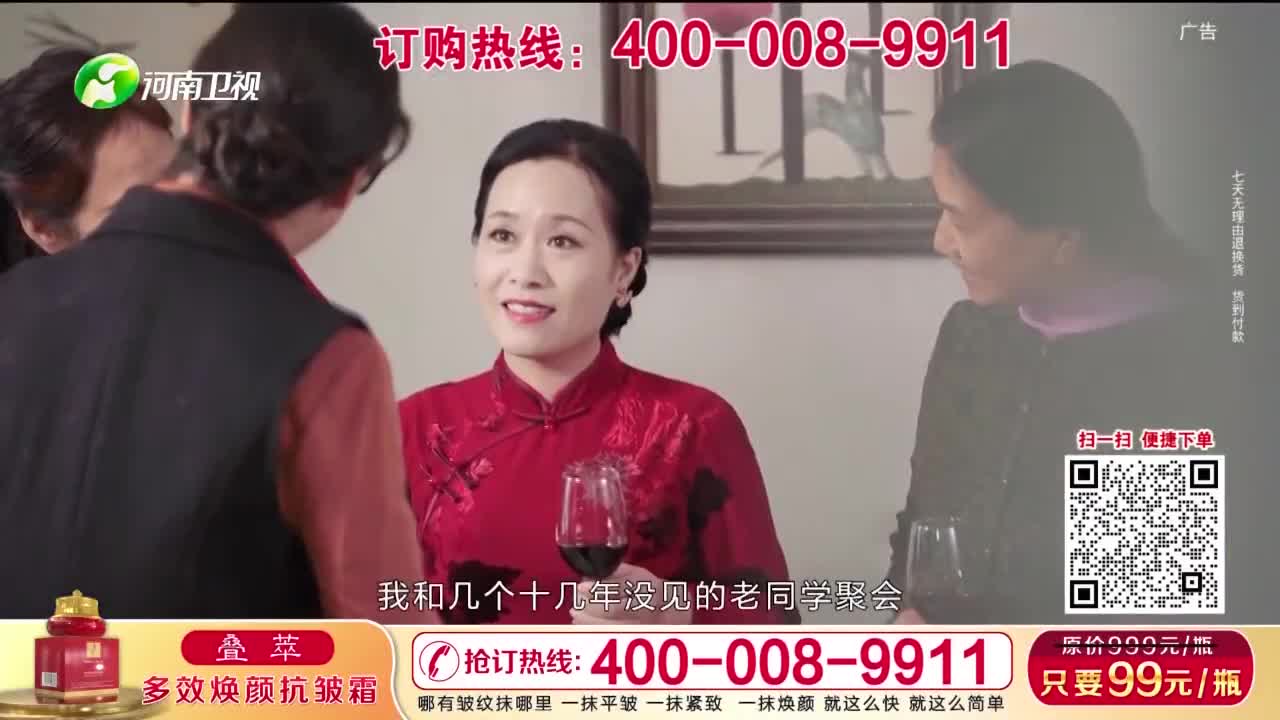 订购热线：400-008-9911
广告
河南卫视
七天无理由退换货 货到付款
扫一扫 便捷下单
我和几个十几年没见的老同学聚会
叠萃
多效焕颜抗皱霜
抢订热线：400-008-9911
哪有皱纹抹哪里 一抹平皱 一抹紧致 一抹焕颜 就这么快 就这么简单
原价999元/瓶
只要99元/瓶